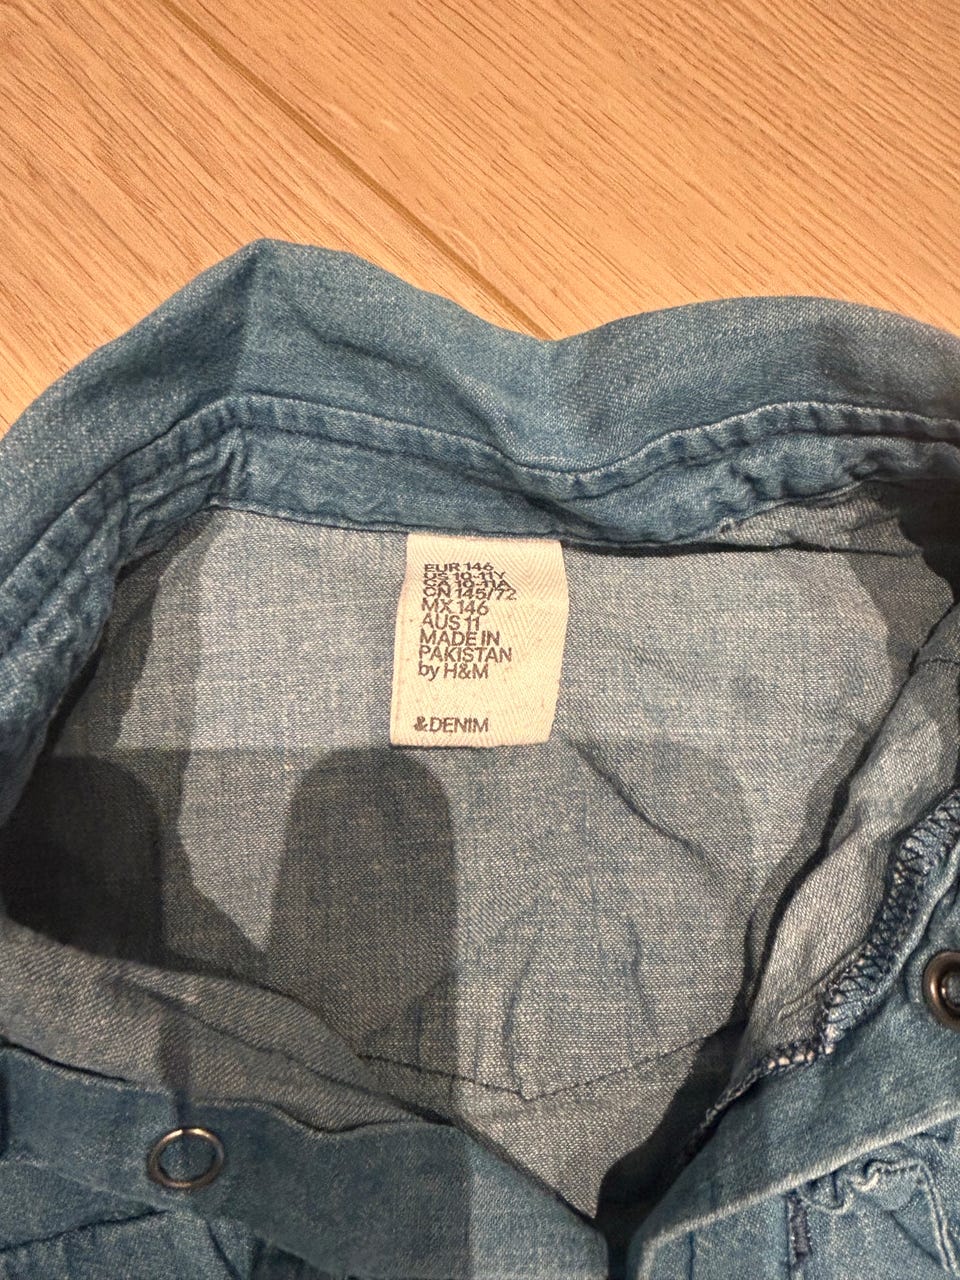 EUR 146
US 10-11Y
CA 10-11A
CN 145/72
MX 146
AUS 11
MADE IN
PAKISTAN
by H&M
&DENIM